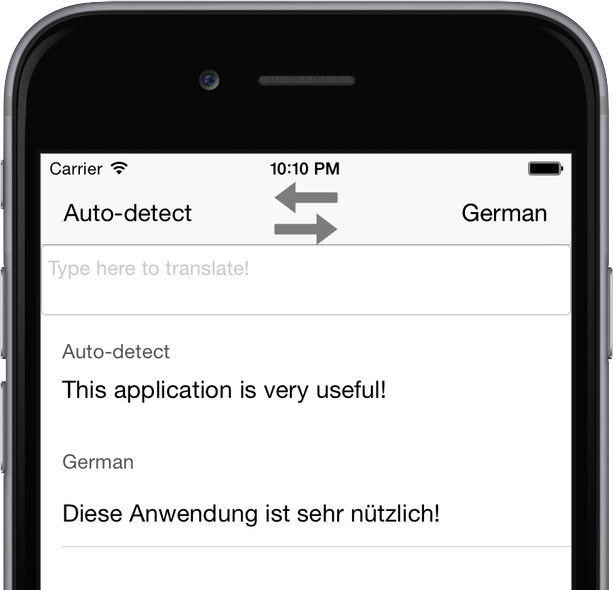 Carrier 10:10 PM
Auto-detect German
Type here to translate!
Auto-detect
This application is very useful!
German
Diese Anwendung ist sehr nützlich!